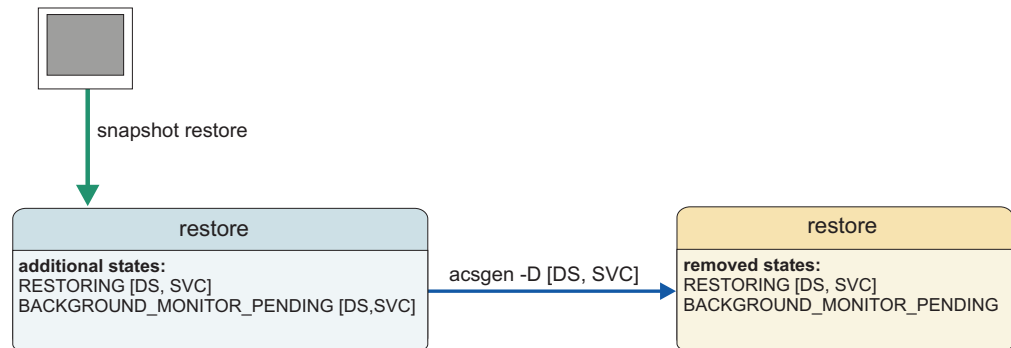 snapshot restore
restore
additional states:
RESTORING [DS, SVC]
BACKGROUND_MONITOR_PENDING [DS,SVC]
acsgen -D [DS, SVC]
restore
removed states:
RESTORING [DS, SVC]
BACKGROUND_MONITOR_PENDING